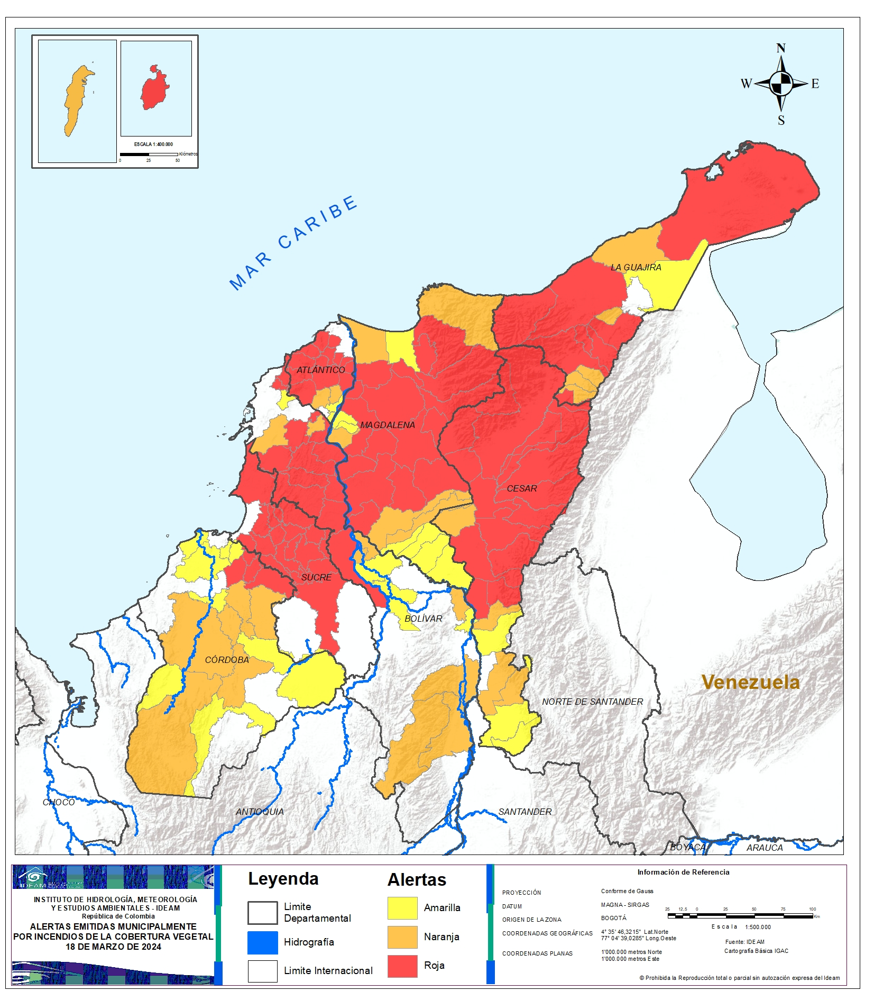 N
W
E
S
ESCALA 1:400.000
Kilómetros
0 25 50
MAR CARIBE
LA GUAJIRA
ATLÁNTICO
MAGDALENA
CESAR
SUCRE
BOLÍVAR
CÓRDOBA
Venezuela
NORTE DE SANTANDER
CHOCÓ
ANTIOQUIA
SANTANDER
BOYACÁ
ARAUCA
IDEAM
INSTITUTO DE HIDROLOGÍA, METEOROLOGÍA
Y ESTUDIOS AMBIENTALES - IDEAM
República de Colombia
ALERTAS EMITIDAS MUNICIPALMENTE
POR INCENDIOS DE LA COBERTURA VEGETAL
18 DE MARZO DE 2024
Leyenda
Limite
Departamental
Hidrografía
Limite Internacional
Alertas
Amarilla
Naranja
Roja
Información de Referencia
PROYECCIÓN Conforme de Gauss
DATUM MAGNA - SIRGAS
ORIGEN DE LA ZONA BOGOTÁ
COORDENADAS GEOGRÁFICAS 4° 35' 46,3215" Lat.Norte
77° 04' 39,0285" Long.Oeste
COORDENADAS PLANAS 1'000.000 metros Norte
1'000.000 metros Este
25 12,5 0 25 50 75 100
Km
Escala 1:500.000
Fuente: IDEAM
Cartografía Básica IGAC
© Prohibida la Reproducción total o parcial sin autozación expresa del Ideam